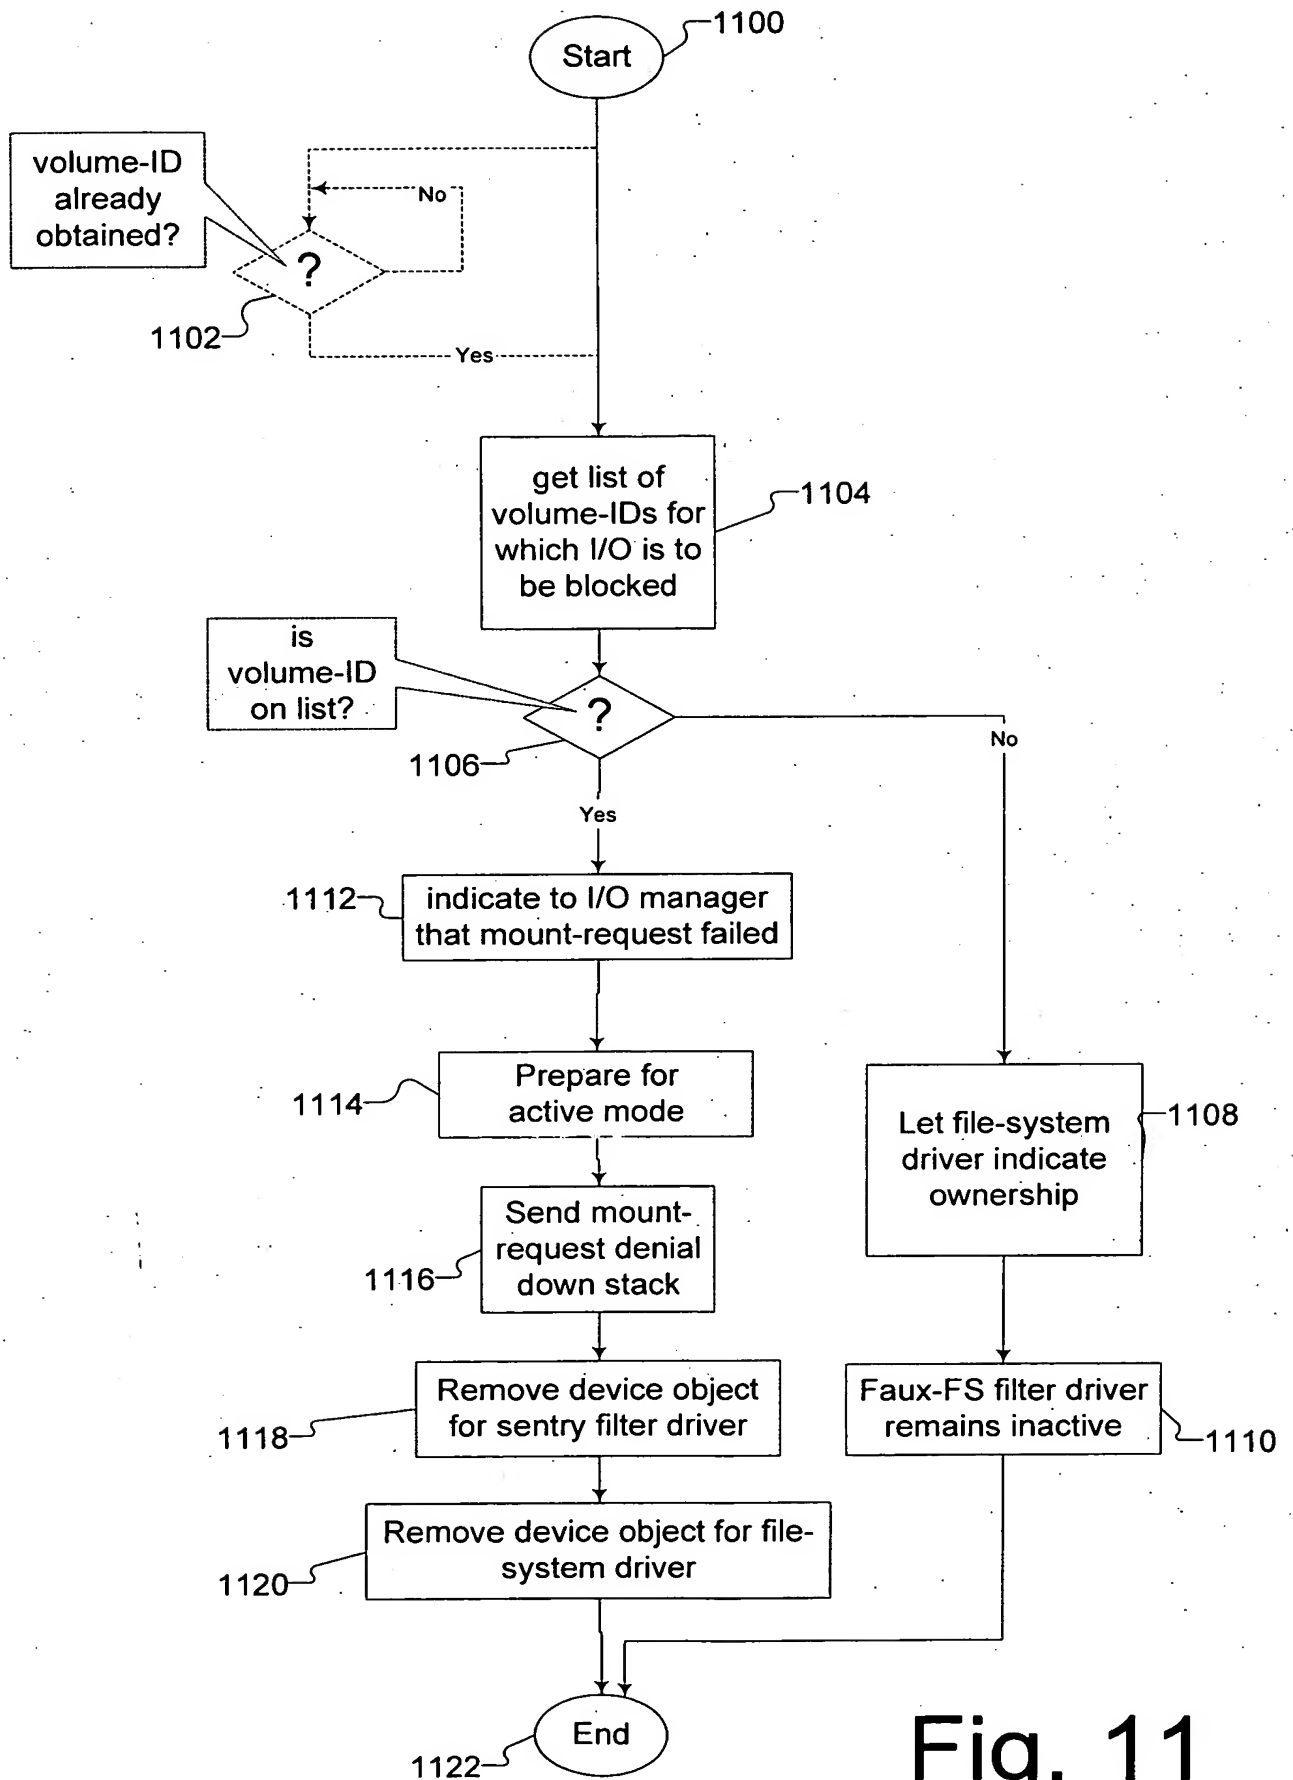 1100
Start
volume-ID
already
obtained?
No
?
1102
Yes
get list of
volume-IDs for
which I/O is to
be blocked
1104
is
volume-ID
on list?
?
1106
No
Yes
1112
indicate to I/O manager
that mount-request failed
1114
Prepare for
active mode
Let file-system
driver indicate
ownership
1108
Send mount-
request denial
down stack
1116
Remove device object
for sentry filter driver
1118
Faux-FS filter driver
remains inactive
1110
Remove device object for file-
system driver
1120
End
1122
Fig. 11